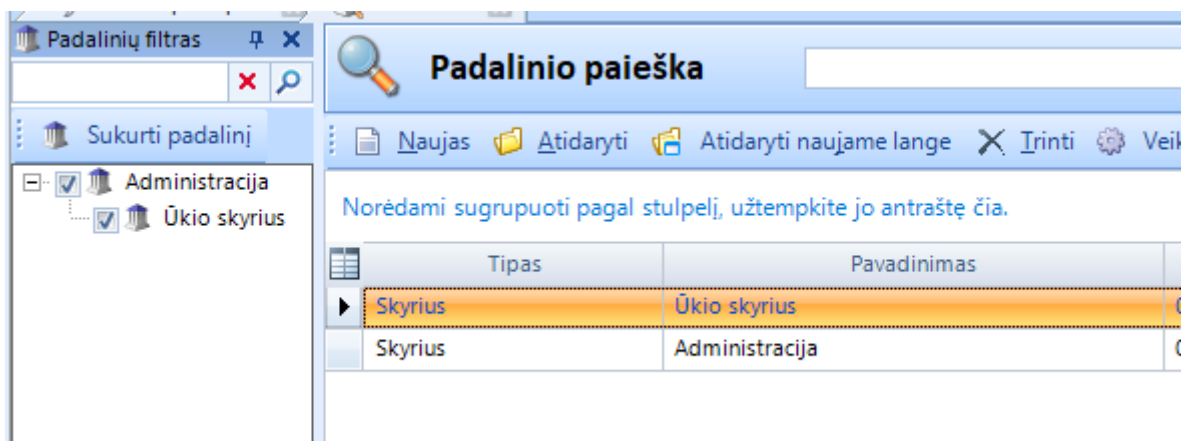 Padalinių filtras
Padalinio paieška
Sukurti padalinį
Naujas Atidaryti Atidaryti naujame lange Trinti
Administracija
Ūkio skyrius
Norėdami sugrupuoti pagal stulpelį, užtempkite jo antraštę čia.
Tipas Pavadinimas
Skyrius Ūkio skyrius
Skyrius Administracija